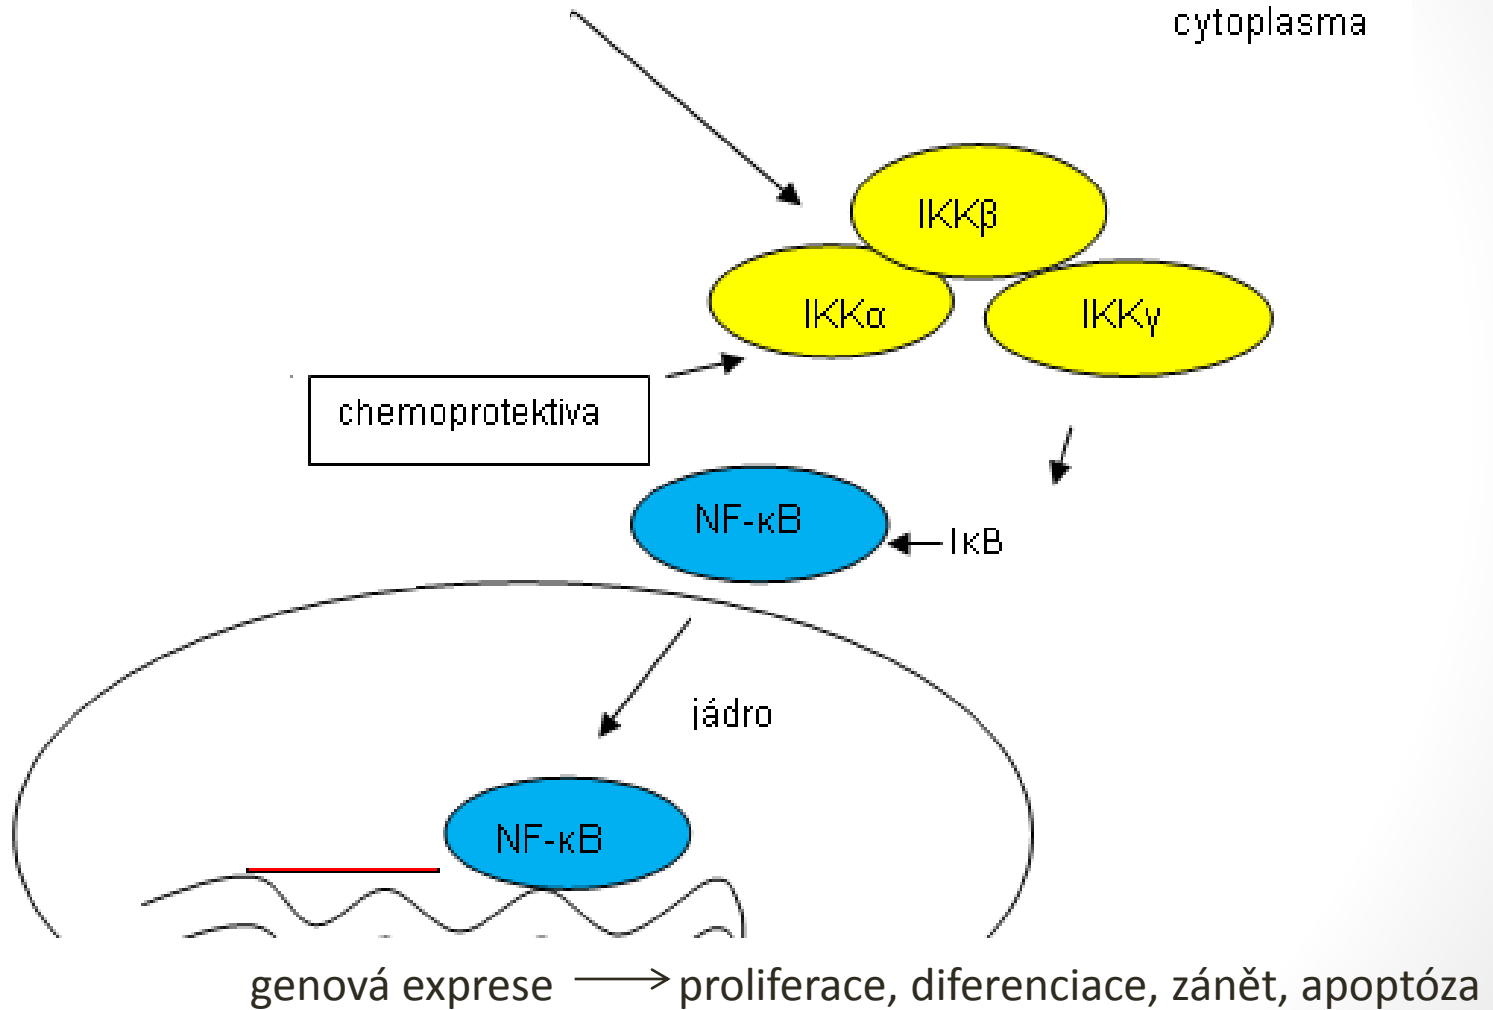 cytoplasma
IKKβ
IKKα
IKKγ
chemoprotektiva
NF-κB
IκB
jádro
NF-κB
genová exprese → proliferace, diferenciace, zánět, apoptóza